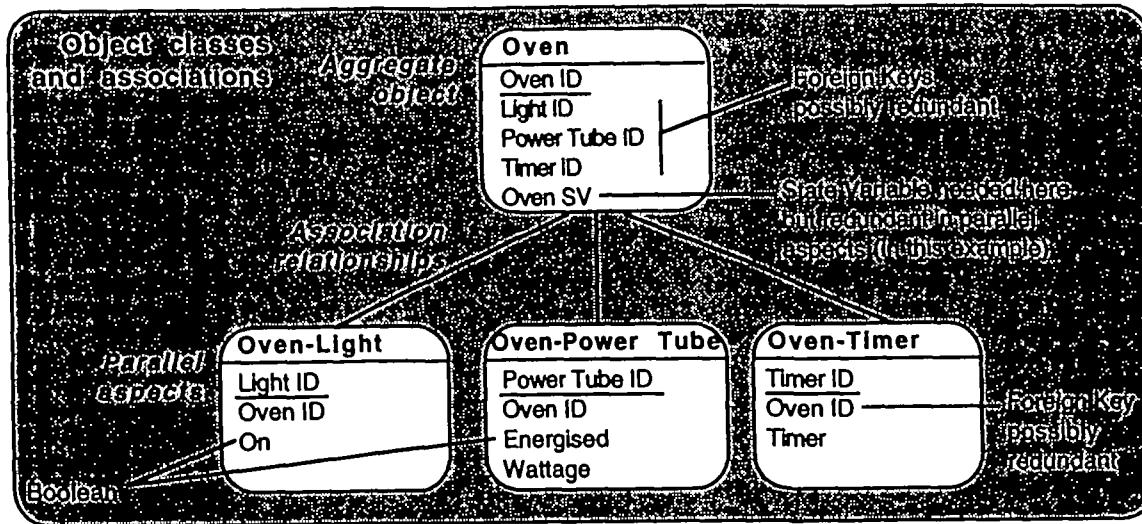 Object classes
and associations
Aggregate
object
Oven
Oven ID
Light ID
Power Tube ID
Timer ID
Oven SV
Foreign Keys
possibly redundant
State Variable needed here
but redundant in parallel
aspects (in this example)
Association
relationships
Parallel
aspects
Oven-Light
Light ID
Oven ID
On
Oven-Power Tube
Power Tube ID
Oven ID
Energised
Wattage
Oven-Timer
Timer ID
Oven ID
Timer
Foreign Key
possibly
redundant
Boolean